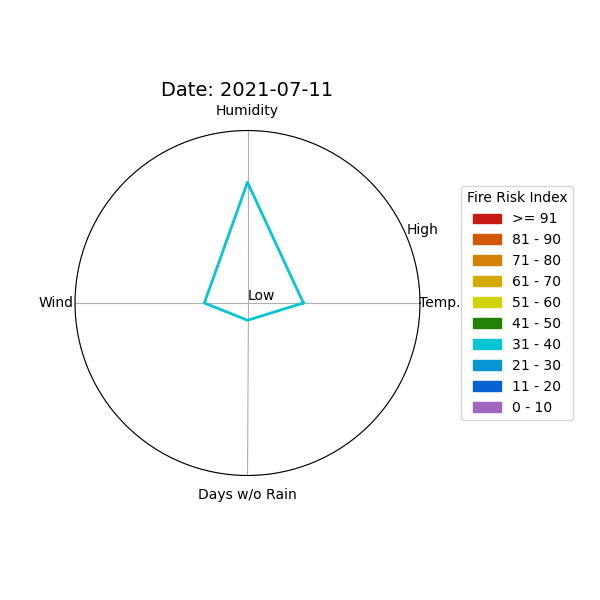 Date: 2021-07-11
Humidity
High
Low
Wind
Temp.
Days w/o Rain
Fire Risk Index
>= 91
81 - 90
71 - 80
61 - 70
51 - 60
41 - 50
31 - 40
21 - 30
11 - 20
0 - 10